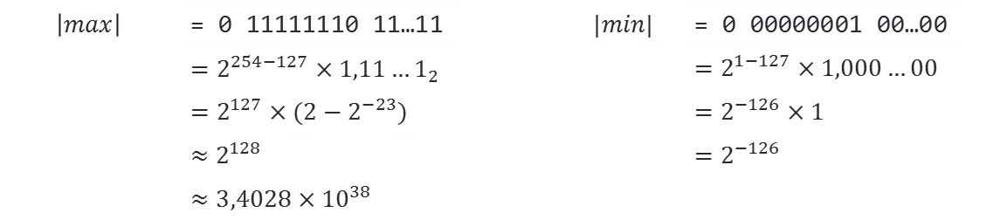 |max| = 0 11111110 11…11
= 2^{254−127} × 1,11 … 1₂
= 2^{127} × (2 − 2^{−23})
≈ 2^{128}
≈ 3,4028 × 10^{38}
|min| = 0 00000001 00…00
= 2^{1−127} × 1,000 … 00
= 2^{−126} × 1
= 2^{−126}